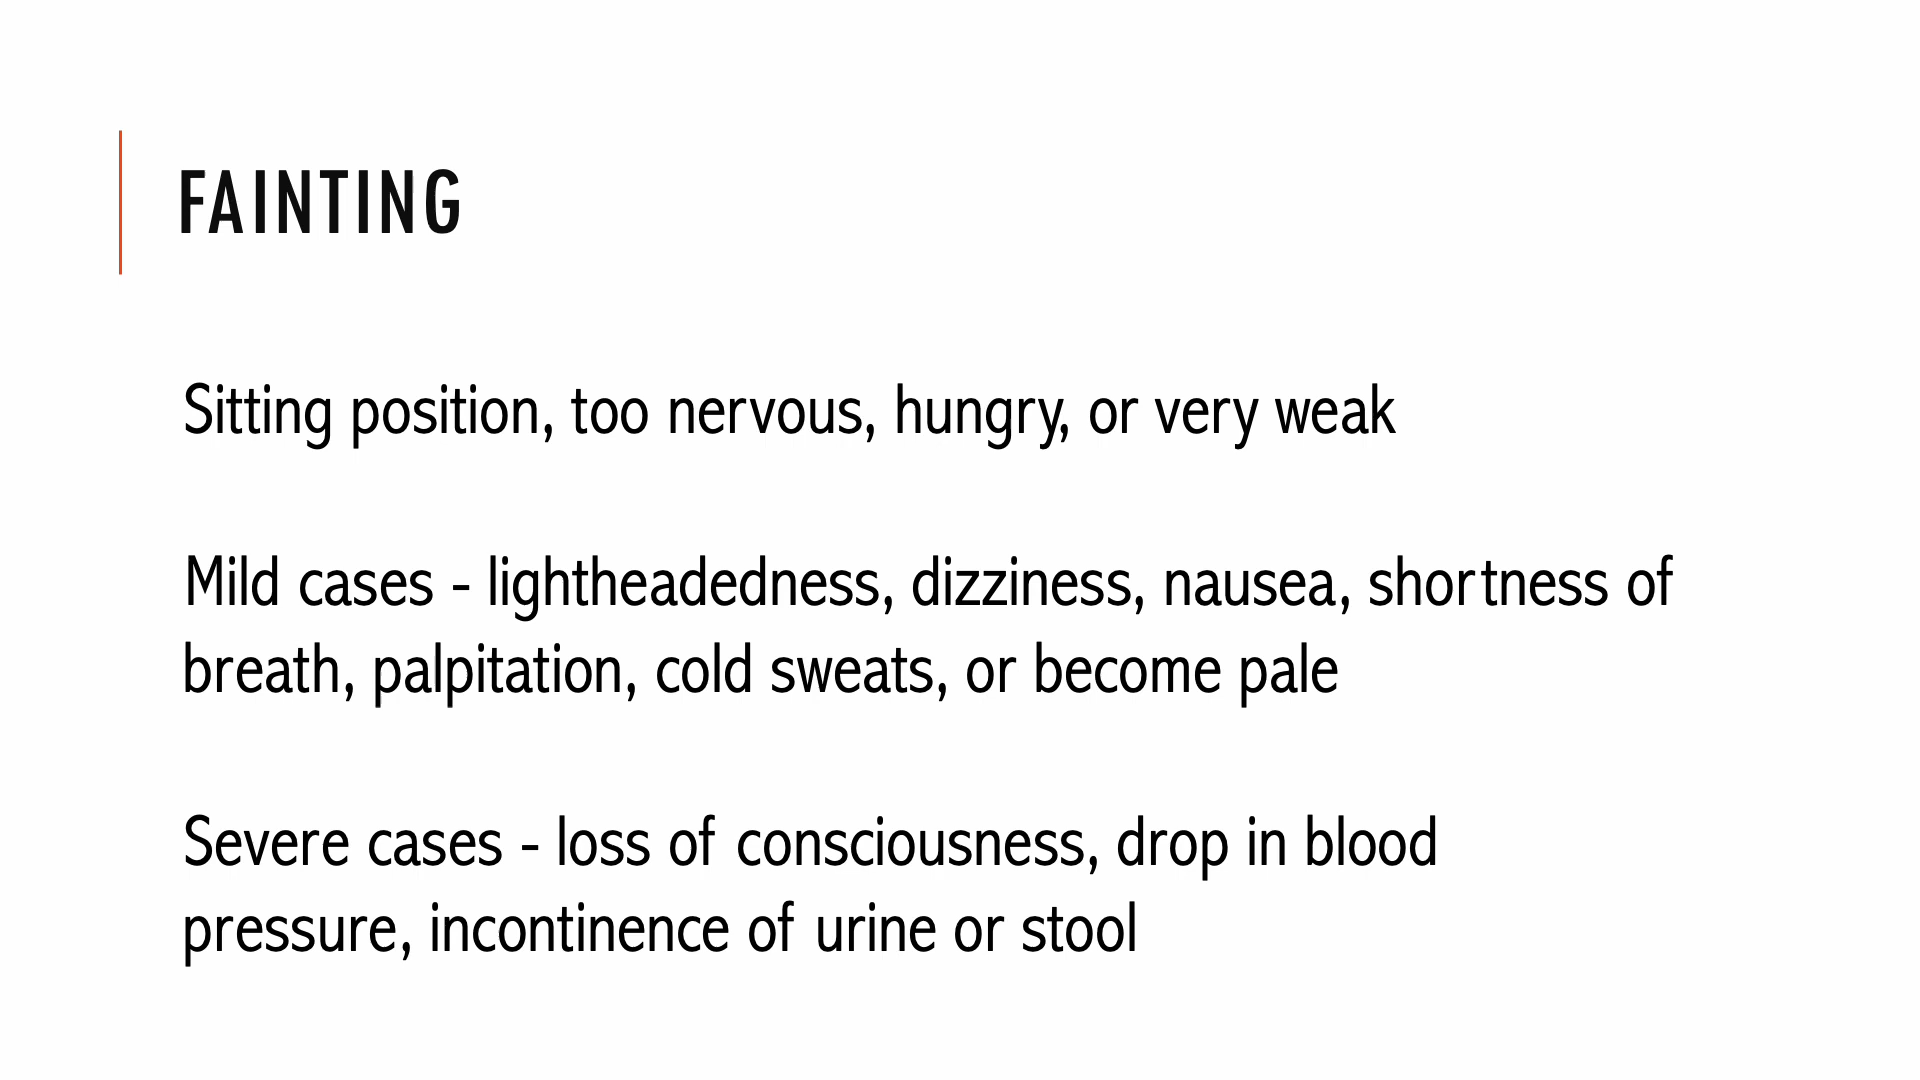 FAINTING
Sitting position, too nervous, hungry, or very weak
Mild cases - lightheadedness, dizziness, nausea, shortness of
breath, palpitation, cold sweats, or become pale
Severe cases - loss of consciousness, drop in blood
pressure, incontinence of urine or stool